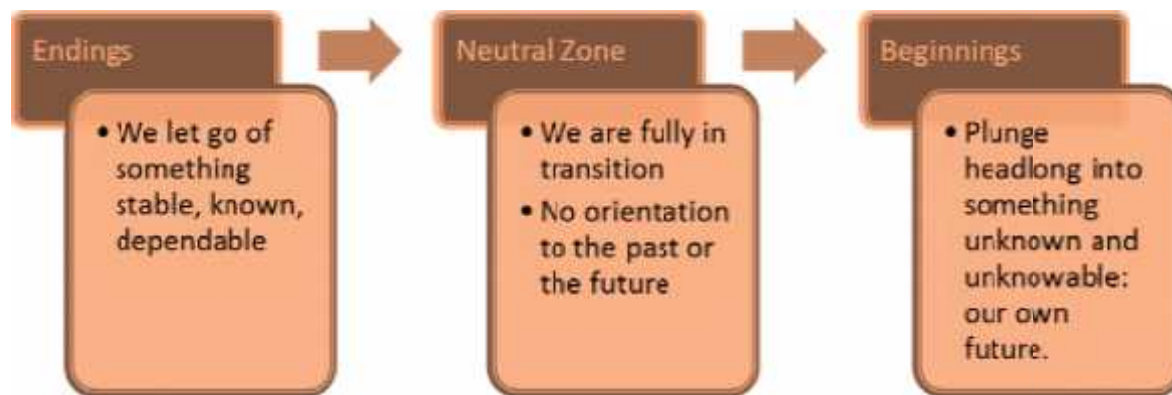 Endings
• We let go of
something
stable, known,
dependable
Neutral Zone
• We are fully in
transition
• No orientation
to the past or
the future
Beginnings
• Plunge
headlong into
something
unknown and
unknowable:
our own
future.